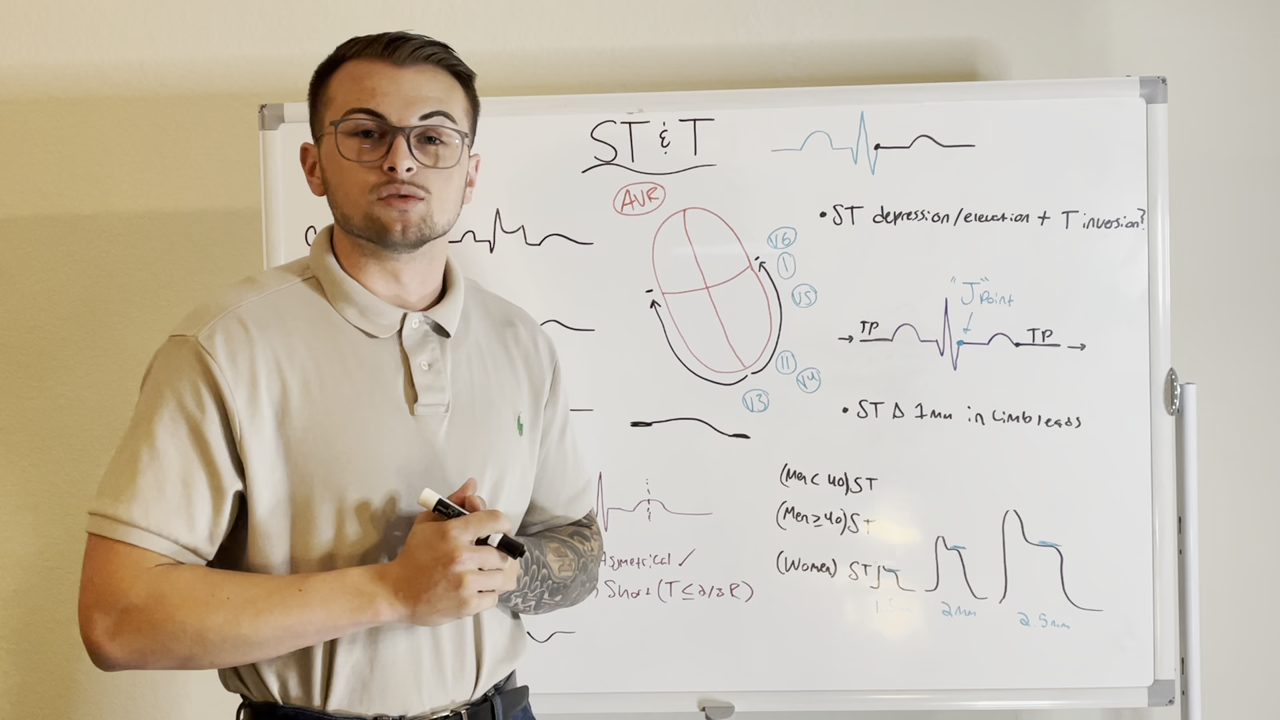 ST & T
AVR
• ST depression/elevation + T inversion?
V6
I
V5
"J" Point
TP
TP
II
V4
V3
• ST Δ 1mm in Limb leads
(Men < 40) ST
(Men ≥ 40) ST
(Women) ST
2mm
2.5mm
Asymetrical ✓
Short (T ≤ 2/3 R)